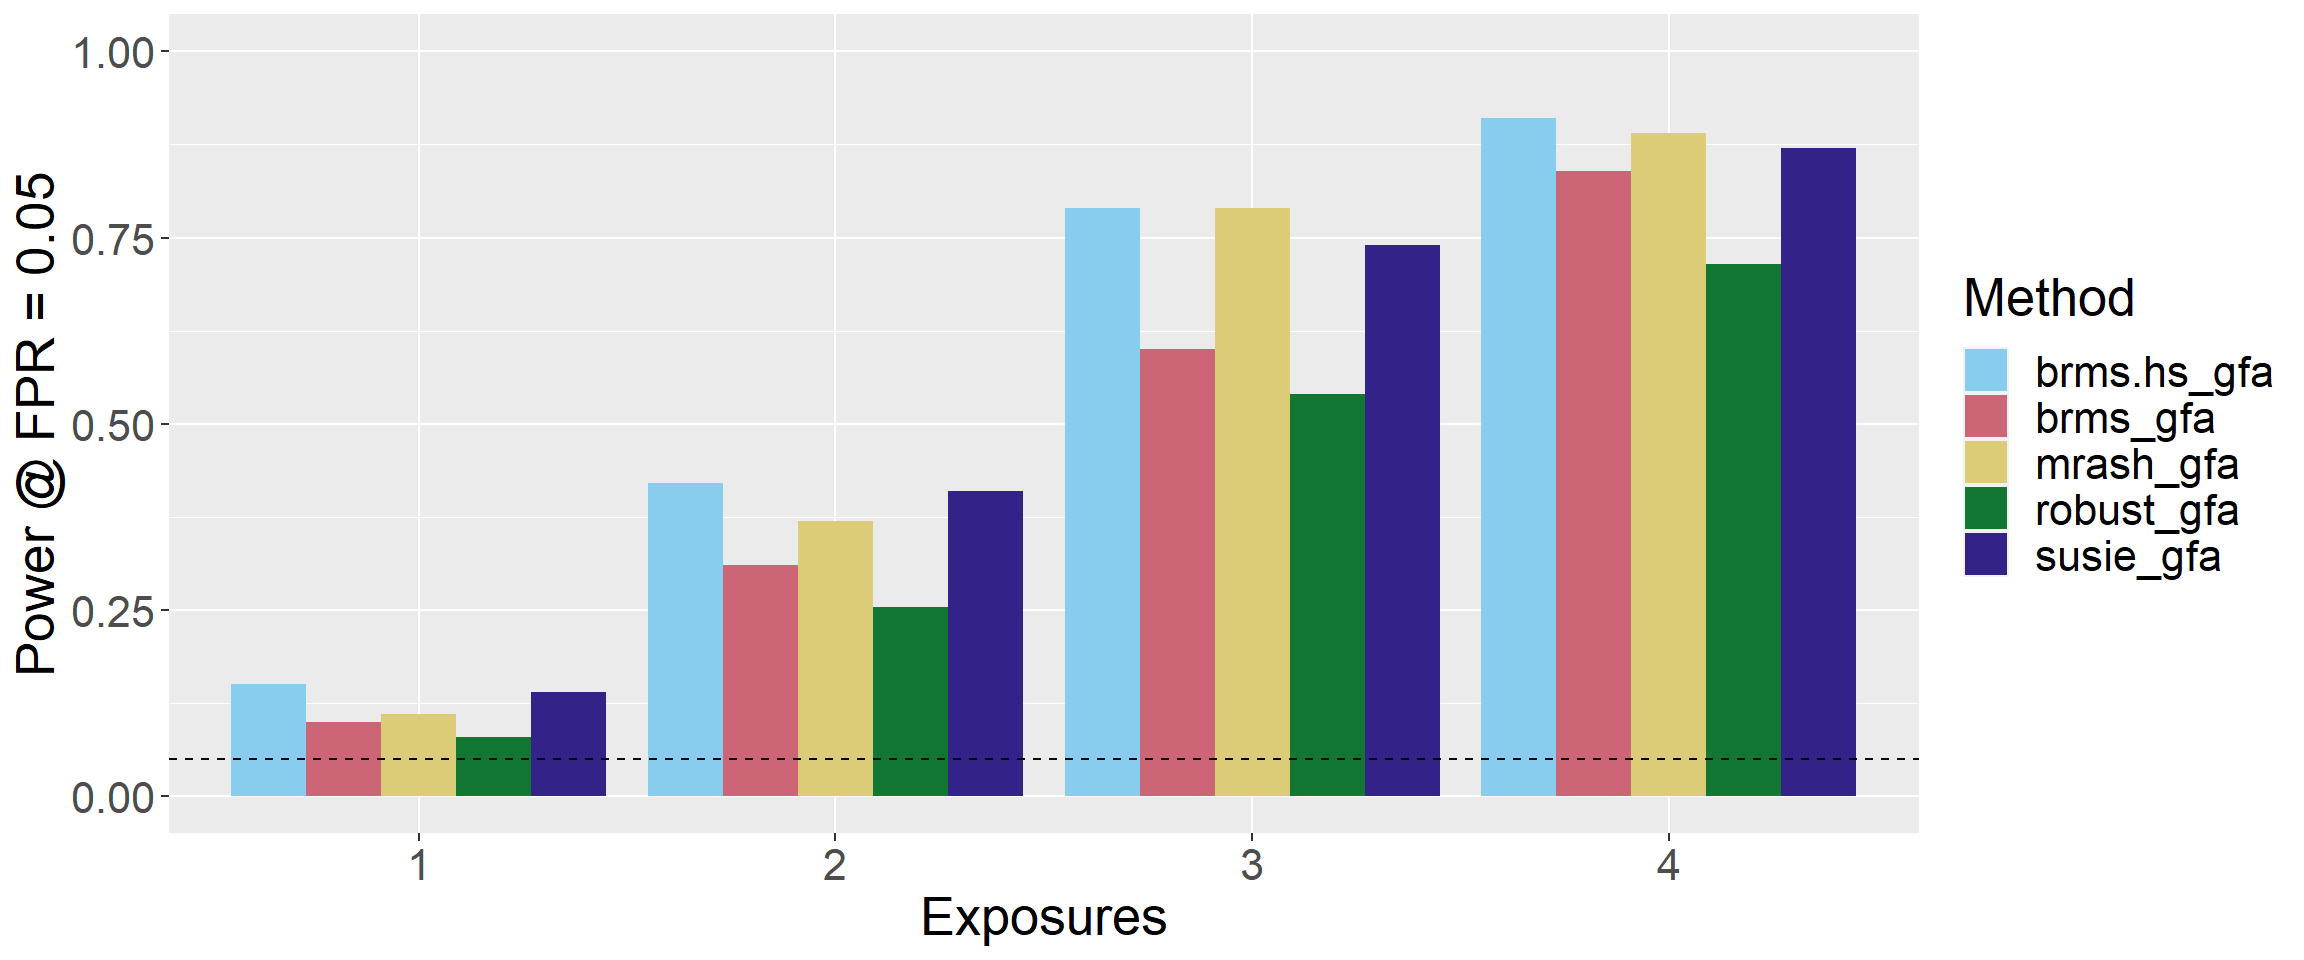 Power @ FPR = 0.05
1.00
0.75
0.50
0.25
0.00
1 2 3 4
Exposures
Method
brms.hs_gfa
brms_gfa
mrash_gfa
robust_gfa
susie_gfa